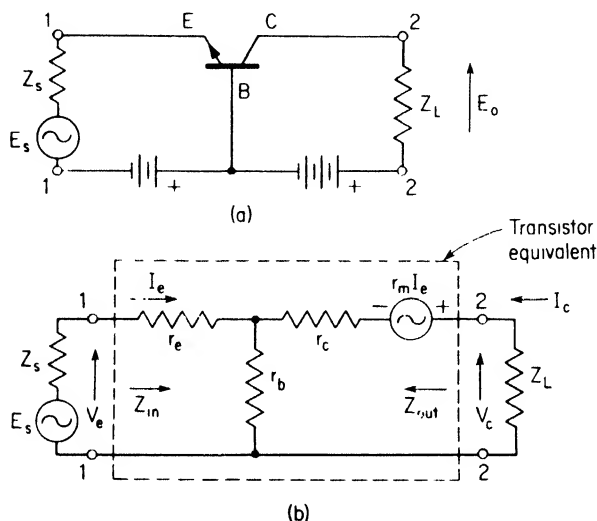 1 E C 2
Z_s B Z_L E_o
E_s
1 + + 2
(a)
Transistor
equivalent
1 I_e r_m I_e 2 I_c
− +
r_e r_c
Z_s V_e Z_in r_b Z_out V_c Z_L
E_s
1 2
(b)